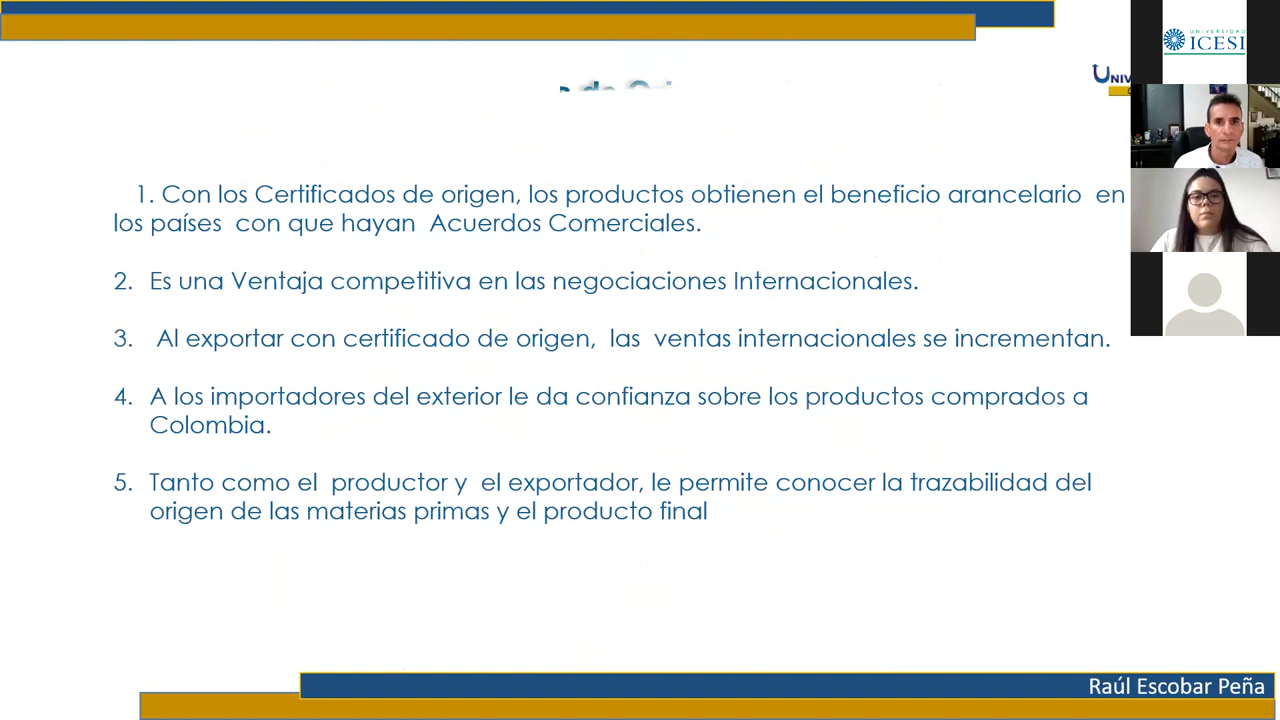 UNIVERSIDAD
ICESI
1. Con los Certificados de origen, los productos obtienen el beneficio arancelario en
los países con que hayan Acuerdos Comerciales.
2. Es una Ventaja competitiva en las negociaciones Internacionales.
3. Al exportar con certificado de origen, las ventas internacionales se incrementan.
4. A los importadores del exterior le da confianza sobre los productos comprados a
Colombia.
5. Tanto como el productor y el exportador, le permite conocer la trazabilidad del
origen de las materias primas y el producto final
Raúl Escobar Peña